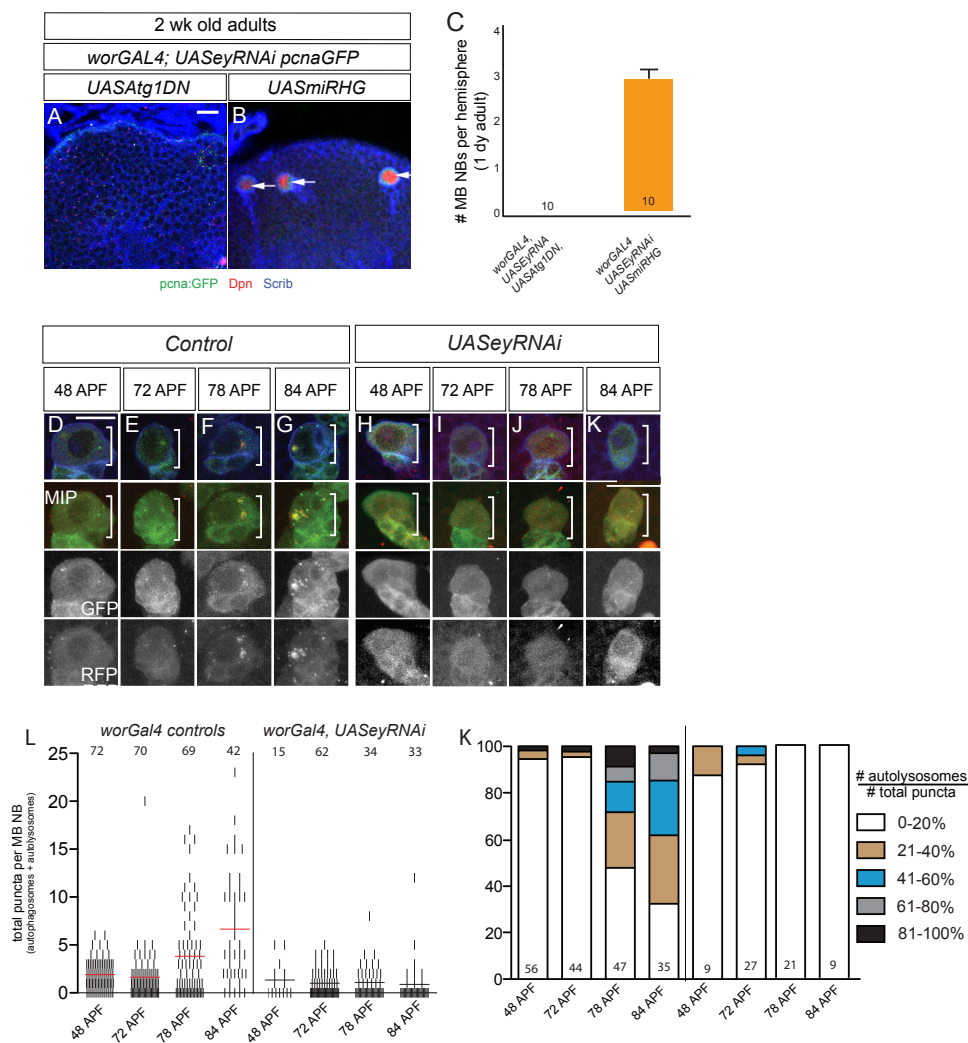 2 wk old adults
worGAL4; UASeyRNAi pcnaGFP
UASAtg1DN UASmiRHG
A B
pcna:GFP Dpn Scrib
C
# MB NBs per hemisphere
(1 dy adult)
4
3
2
1
0
10 10
worGAL4,
UASEyRNA
UASAtg1DN,
worGAL4
UASEyRNAi
UASmiRHG
Control UASeyRNAi
48 APF 72 APF 78 APF 84 APF 48 APF 72 APF 78 APF 84 APF
D E F G H I J K
MIP
GFP
RFP
L
worGal4 controls worGal4, UASeyRNAi
72 70 69 42 15 62 34 33
total puncta per MB NB
(autophagosomes + autolysosomes)
25
20
15
10
5
0
48 APF 72 APF 78 APF 84 APF 48 APF 72 APF 78 APF 84 APF
K
100
80
60
40
20
0
56 44 47 35 9 27 21 9
48 APF 72 APF 78 APF 84 APF 48 APF 72 APF 78 APF 84 APF
# autolysosomes
# total puncta
0-20%
21-40%
41-60%
61-80%
81-100%